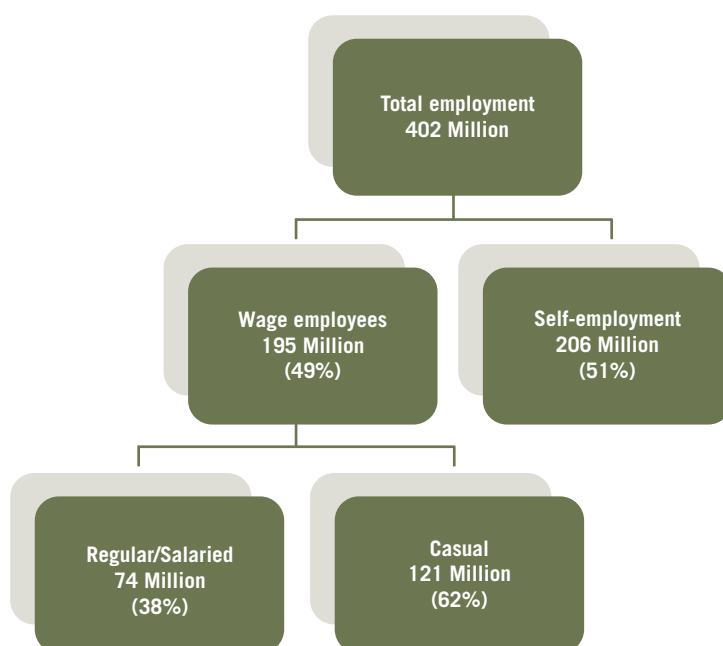 Total employment
402 Million
Wage employees
195 Million
(49%)
Self-employment
206 Million
(51%)
Regular/Salaried
74 Million
(38%)
Casual
121 Million
(62%)